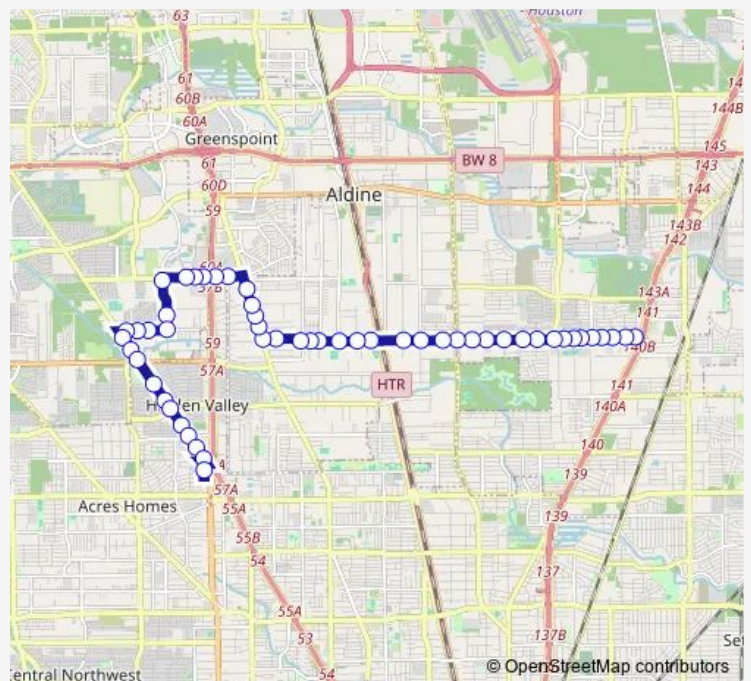 63
Houston
61
60B
144B
60A
Greenspoint
145
61
BW 8
143
60D
Aldine
144
59
143B
142
60A
57B
143A
141
59
140B
57A
HTR
141
Hidden Valley
140A
140
139
57A
Acres Homes
55A
139
55B
54
137
55A
53
137B
54
Central Northwest
© OpenStreetMap contributors